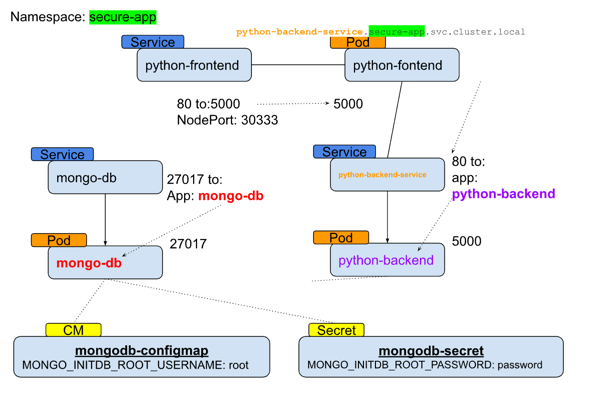 Namespace: secure-app
python-backend-service.secure-app.svc.cluster.local
Service
python-frontend
Pod
python-fontend
80 to:5000
NodePort: 30333
5000
Service
mongo-db
27017 to:
App: mongo-db
Service
python-backend-service
80 to:
app:
python-backend
Pod
mongo-db
27017
Pod
python-backend
5000
CM
mongodb-configmap
MONGO_INITDB_ROOT_USERNAME: root
Secret
mongodb-secret
MONGO_INITDB_ROOT_PASSWORD: password